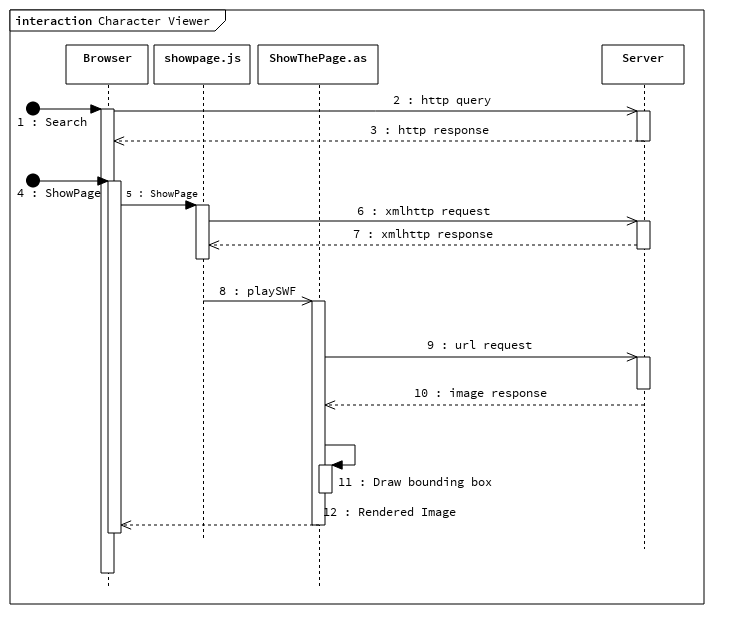 interaction Character Viewer
Browser
showpage.js
ShowThePage.as
Server
2 : http query
1 : Search
3 : http response
4 : ShowPage
5 : ShowPage
6 : xmlhttp request
7 : xmlhttp response
8 : playSWF
9 : url request
10 : image response
11 : Draw bounding box
12 : Rendered Image